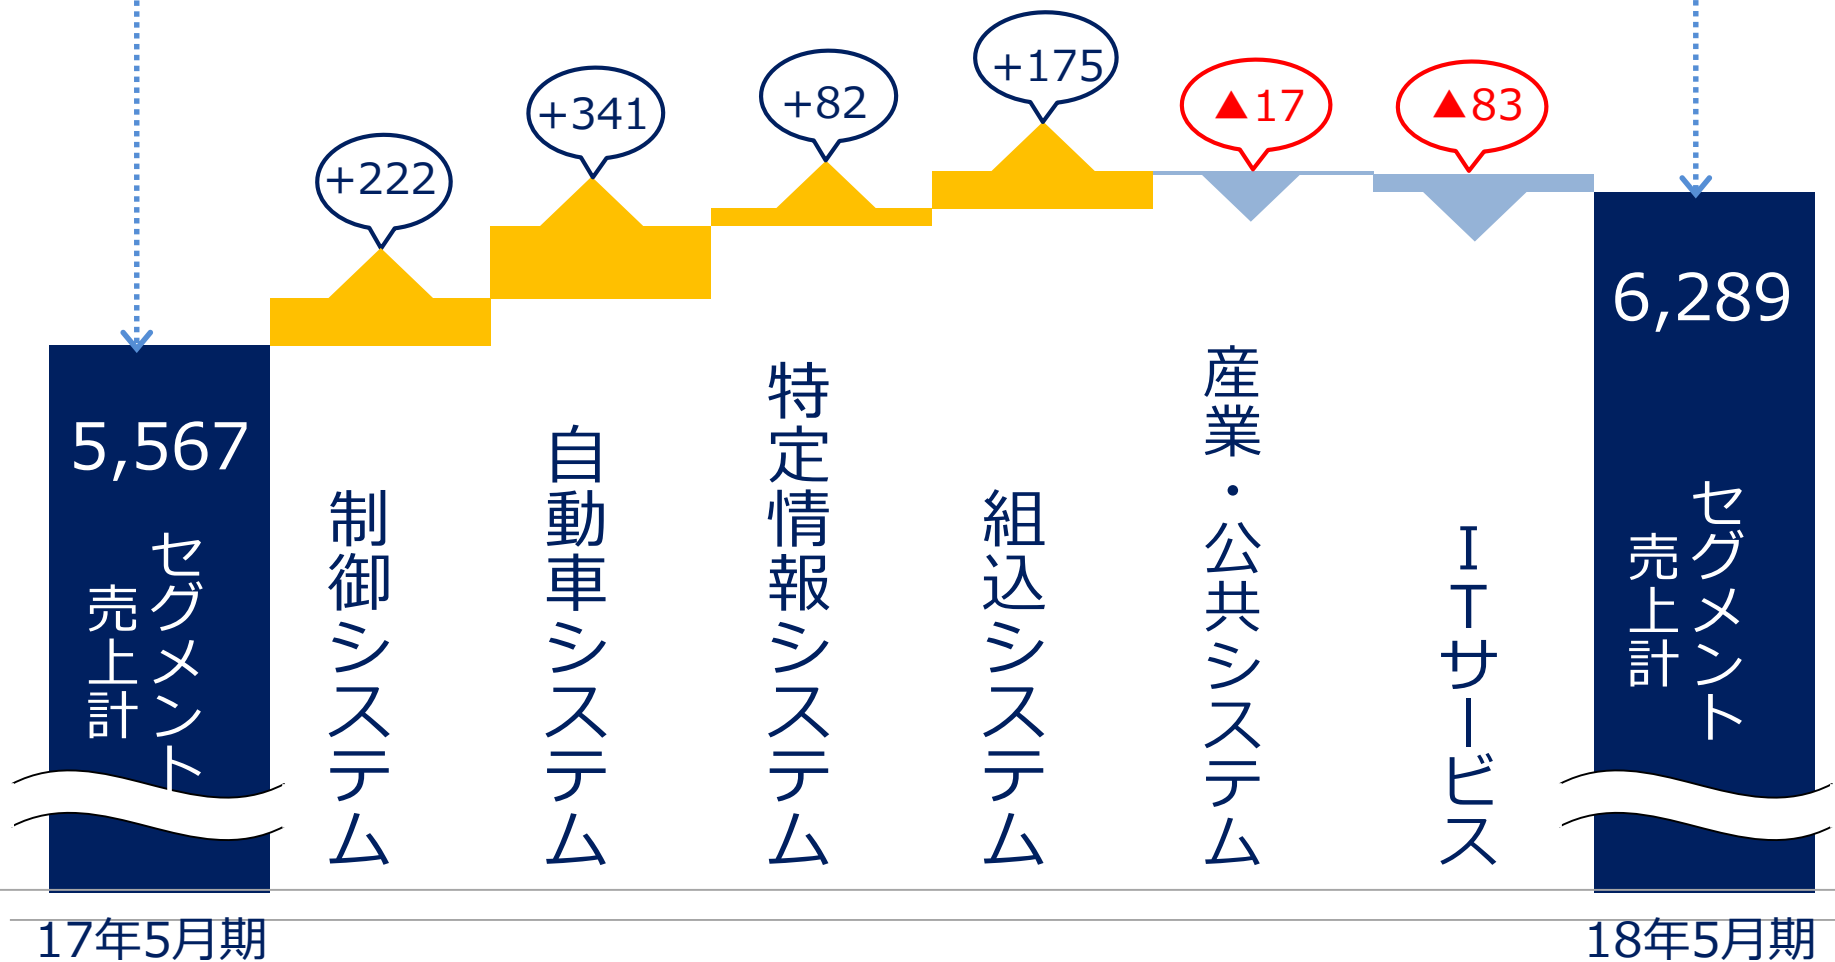 +222
+341
+82
+175
▲17
▲83
5,567
セグメント
売上計
制御システム
自動車システム
特定情報システム
組込システム
産業・公共システム
ITサービス
6,289
セグメント
売上計
17年5月期
18年5月期